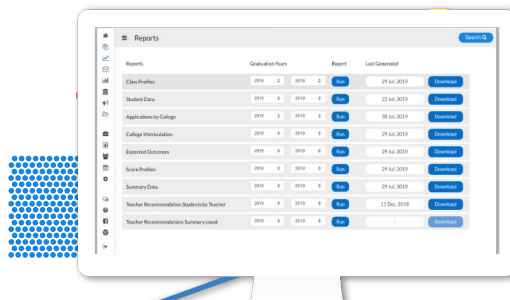 Reports
Search
Reports Graduation Years Report Last Generated
Class Profiles 2019 2019 Run 29 Jul. 2019 Download
Student Data 2019 2019 Run 22 Jul. 2019 Download
Applications by College 2019 2019 Run 30 Jul. 2019 Download
College Matriculation 2019 2019 Run 29 Jul. 2019 Download
Expected Outcomes 2019 2019 Run 29 Jul. 2019 Download
Score Profiles 2019 2019 Run 29 Jul. 2019 Download
Summary Data 2019 2019 Run 29 Jul. 2019 Download
Teacher Recommendation Students by Teacher 2019 2019 Run 11 Dec. 2018 Download
Teacher Recommendations Summary count 2019 2019 Run - Download